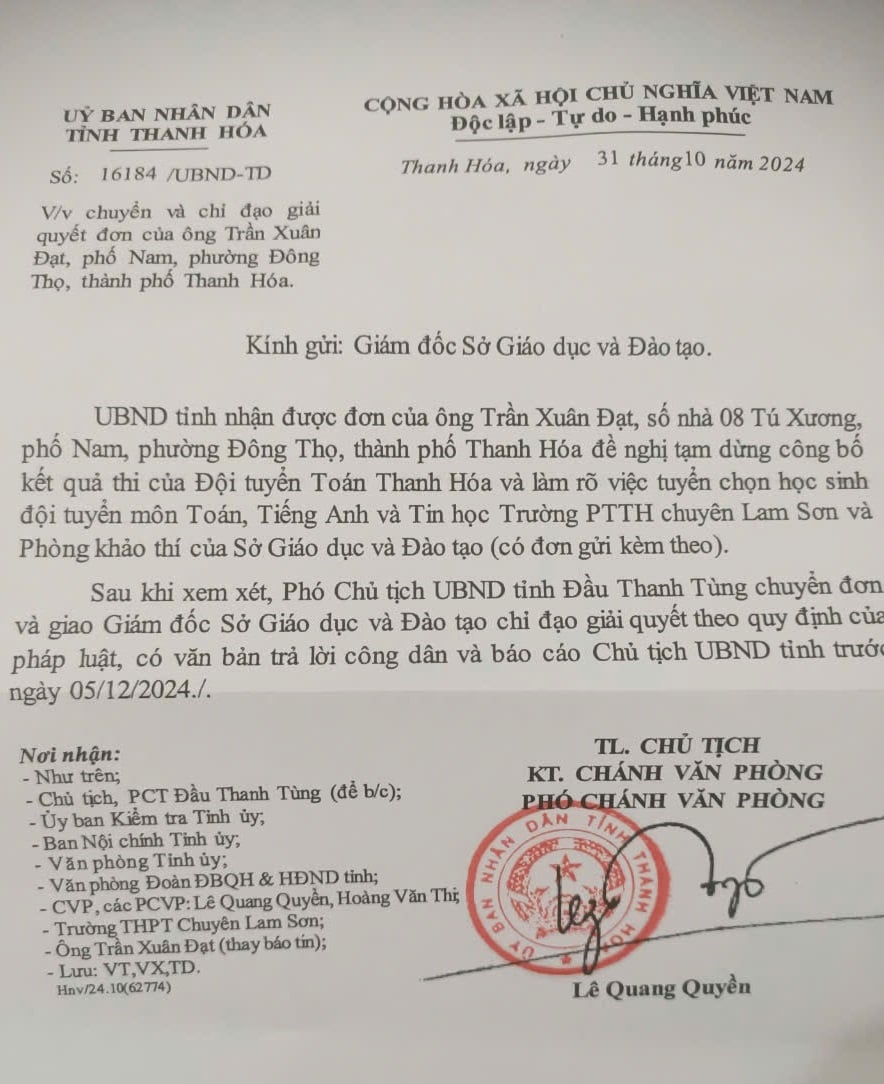 UỶ BAN NHÂN DÂN
TỈNH THANH HÓA
CỘNG HÒA XÃ HỘI CHỦ NGHĨA VIỆT NAM
Độc lập - Tự do - Hạnh phúc
Số: 16184 /UBND-TD
Thanh Hóa, ngày 31 tháng10 năm 2024
V/v chuyển và chỉ đạo giải
quyết đơn của ông Trần Xuân
Đạt, phố Nam, phường Đông
Thọ, thành phố Thanh Hóa.
Kính gửi: Giám đốc Sở Giáo dục và Đào tạo.
UBND tỉnh nhận được đơn của ông Trần Xuân Đạt, số nhà 08 Tú Xương,
phố Nam, phường Đông Thọ, thành phố Thanh Hóa đề nghị tạm dừng công bố
kết quả thi của Đội tuyển Toán Thanh Hóa và làm rõ việc tuyển chọn học sinh
đội tuyển môn Toán, Tiếng Anh và Tin học Trường PTTH chuyên Lam Sơn và
Phòng khảo thí của Sở Giáo dục và Đào tạo (có đơn gửi kèm theo).
Sau khi xem xét, Phó Chủ tịch UBND tỉnh Đầu Thanh Tùng chuyển đơn
và giao Giám đốc Sở Giáo dục và Đào tạo chỉ đạo giải quyết theo quy định của
pháp luật, có văn bản trả lời công dân và báo cáo Chủ tịch UBND tỉnh trước
ngày 05/12/2024./.
Nơi nhận:
- Như trên;
- Chủ tịch, PCT Đầu Thanh Tùng (để b/c);
- Ủy ban Kiểm tra Tỉnh ủy;
- Ban Nội chính Tỉnh ủy;
- Văn phòng Tỉnh ủy;
- Văn phòng Đoàn ĐBQH & HĐND tỉnh;
- CVP, các PCVP: Lê Quang Quyền, Hoàng Văn Thi;
- Trường THPT Chuyên Lam Sơn;
- Ông Trần Xuân Đạt (thay báo tin);
- Lưu: VT,VX,TD.
Hnv/24.10(62774)
TL. CHỦ TỊCH
KT. CHÁNH VĂN PHÒNG
PHÓ CHÁNH VĂN PHÒNG
UỶ BAN NHÂN DÂN TỈNH THANH HOÁ
Lê Quang Quyền